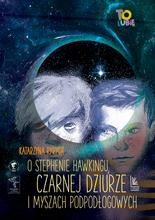 TO
LUBIĘ
KATARZYNA RYRYCH
O STEPHENIE HAWKINGU,
CZARNEJ DZIURZE
I MYSZACH PODPODŁOGOWYCH